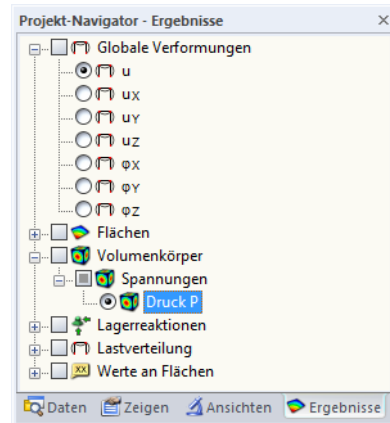 Projekt-Navigator - Ergebnisse
Globale Verformungen
u
uX
uY
uZ
φX
φY
φZ
Flächen
Volumenkörper
Spannungen
Druck P
Lagerreaktionen
Lastverteilung
xx Werte an Flächen
Daten Zeigen Ansichten Ergebnisse